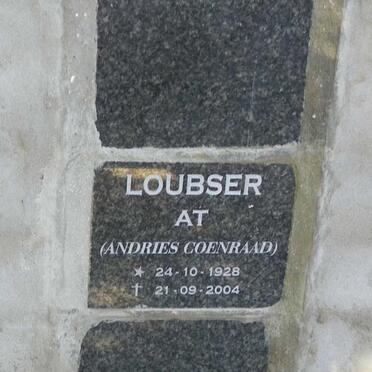 LOUBSER
AT
(ANDRIES COENRAAD)
★ 24-10-1928
† 21-09-2004